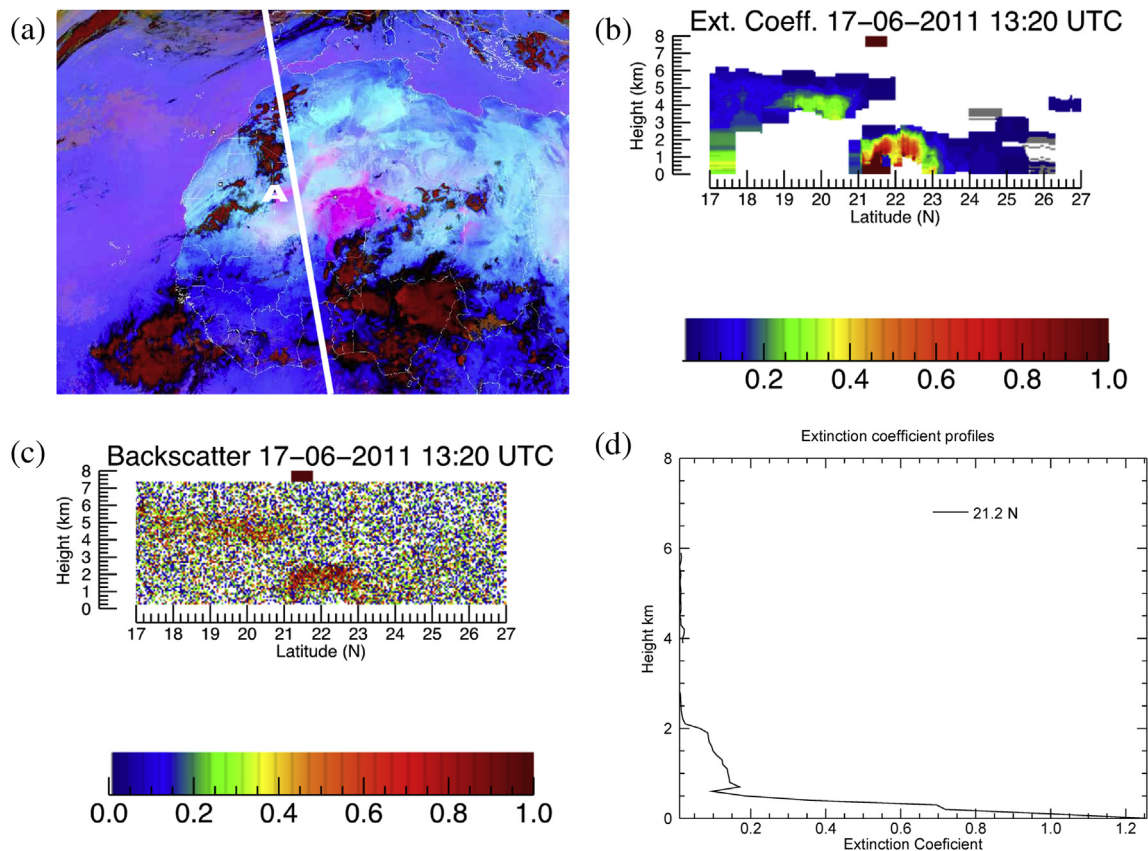 (a)
A
(b)
Ext. Coeff. 17-06-2011 13:20 UTC
Height (km)
8
7
6
5
4
3
2
1
0
17 18 19 20 21 22 23 24 25 26 27
Latitude (N)
0.2 0.4 0.6 0.8 1.0
(c)
Backscatter 17-06-2011 13:20 UTC
Height (km)
8
7
6
5
4
3
2
1
0
17 18 19 20 21 22 23 24 25 26 27
Latitude (N)
0.0 0.2 0.4 0.6 0.8 1.0
(d)
Extinction coefficient profiles
21.2 N
Height km
8
6
4
2
0
0.2 0.4 0.6 0.8 1.0 1.2
Extinction Coeficient